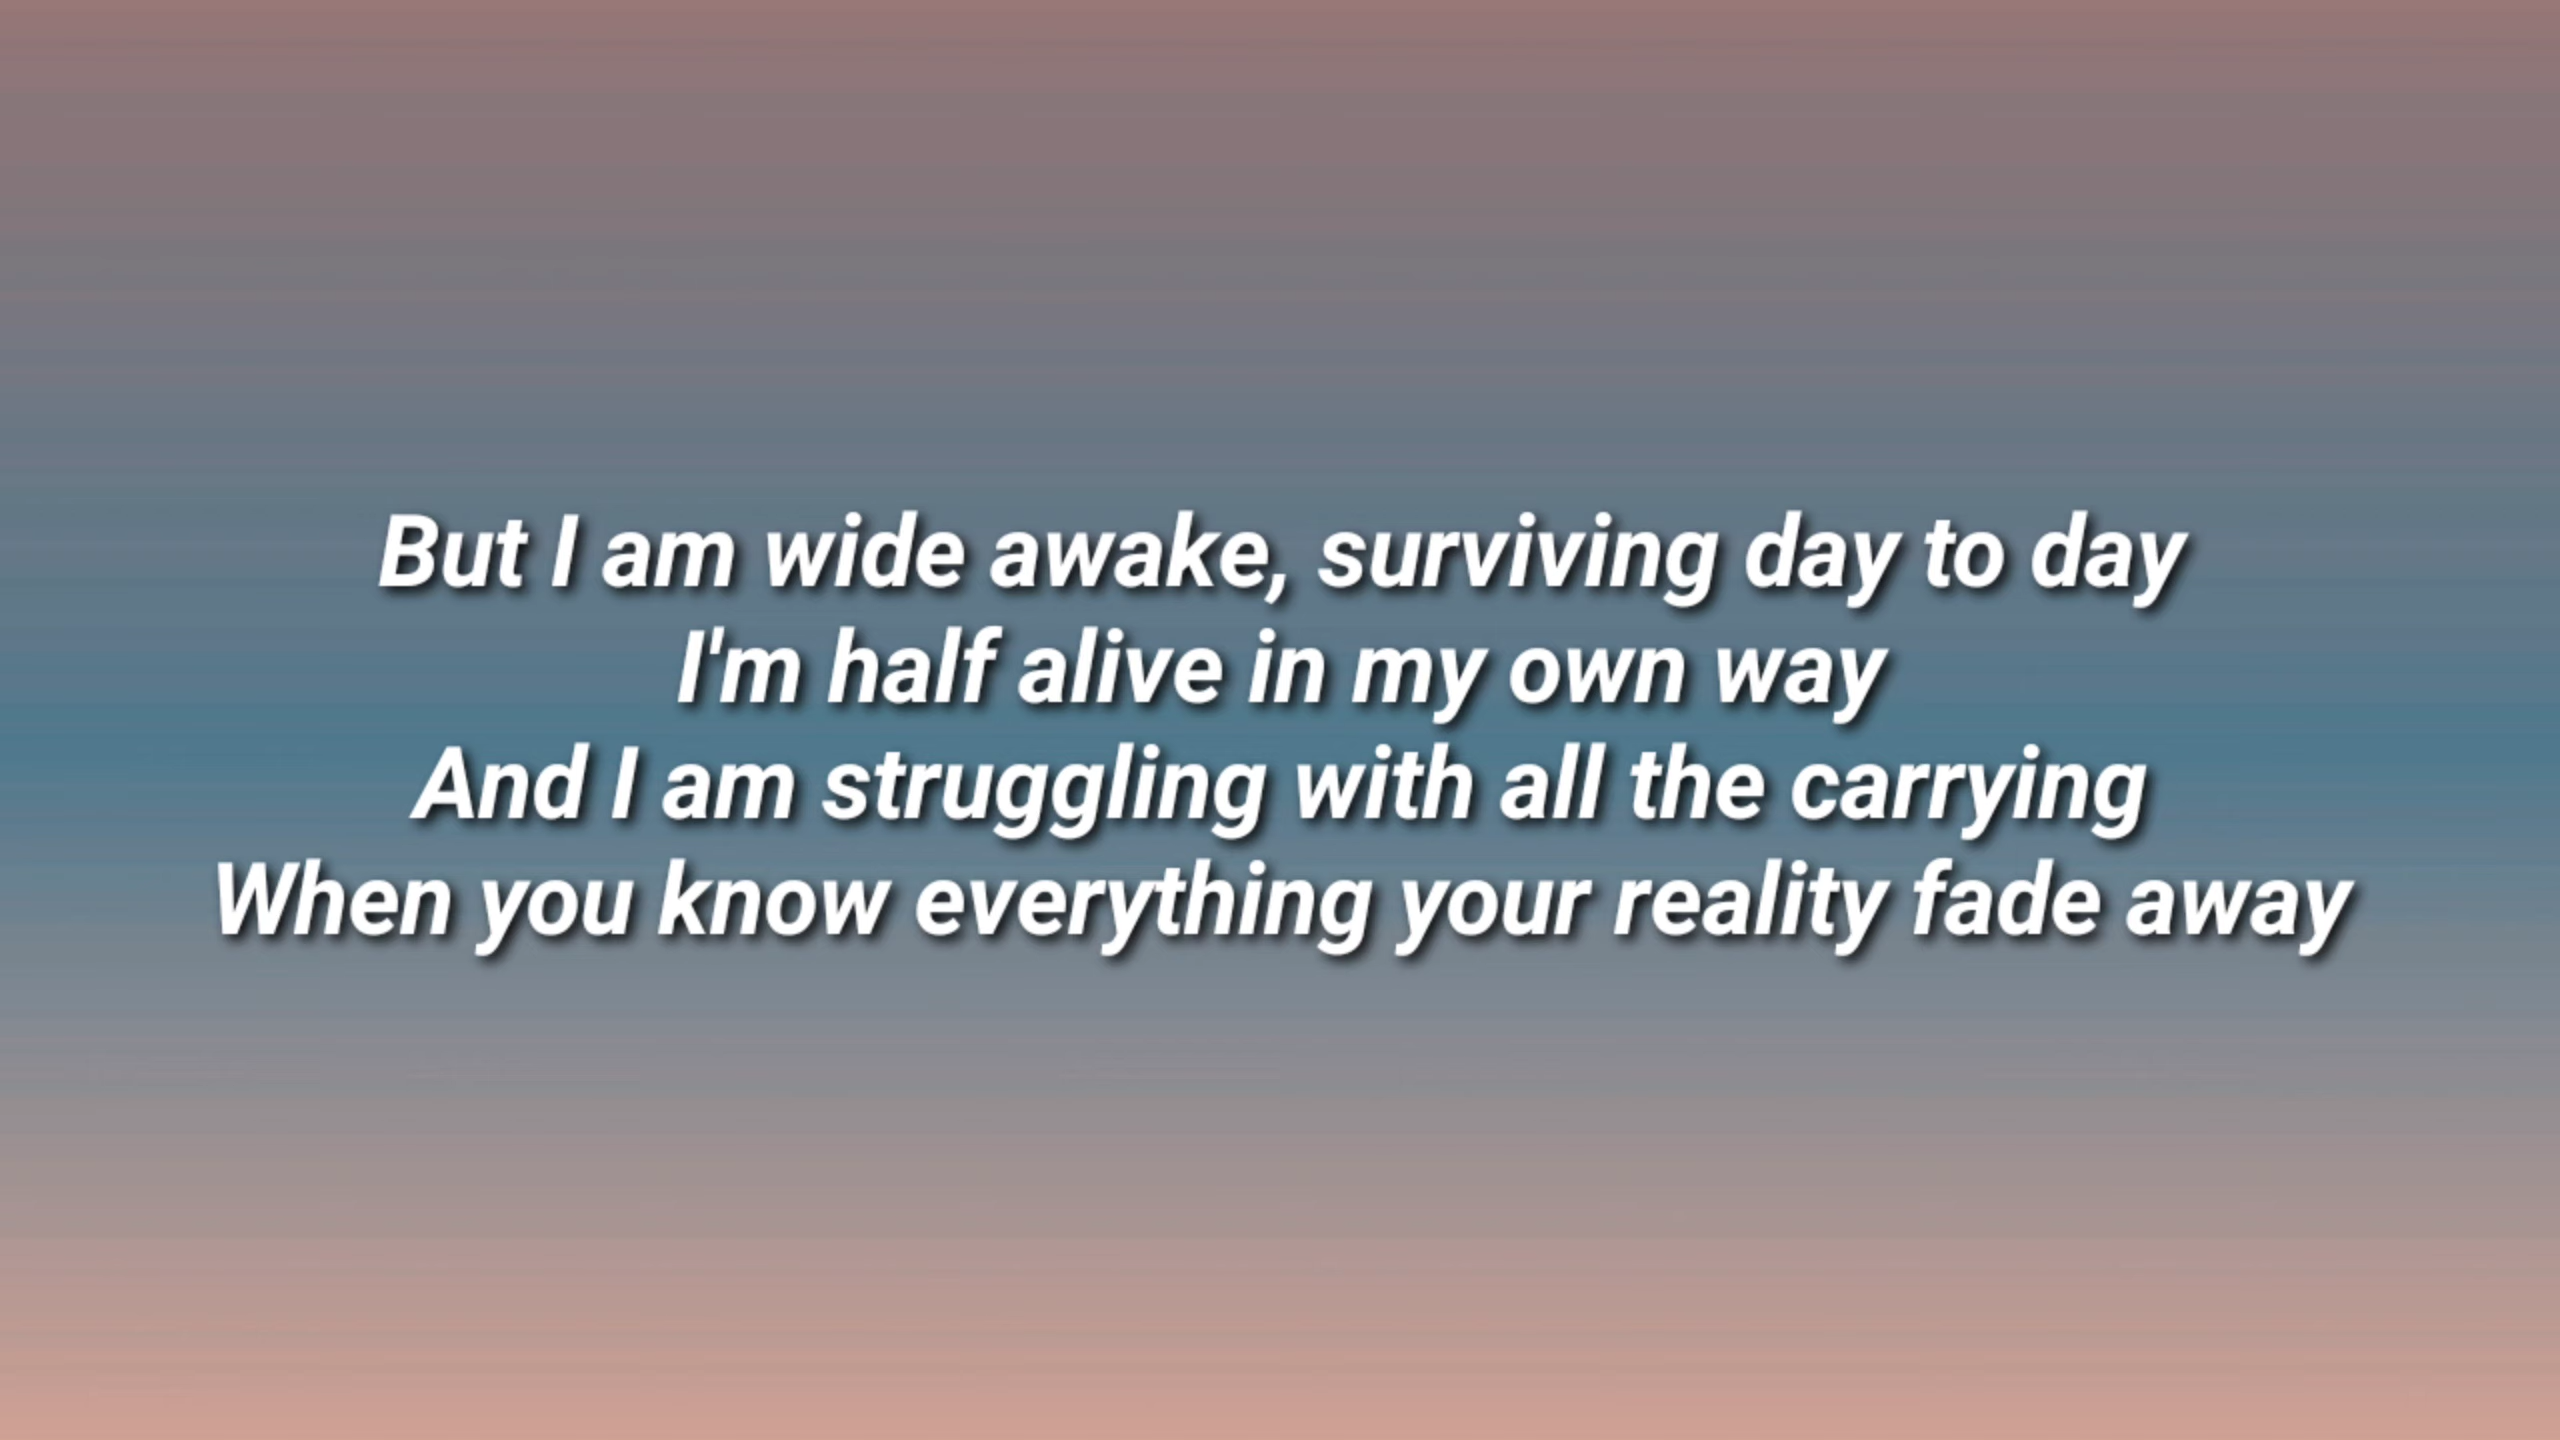 But I am wide awake, surviving day to day
I'm half alive in my own way
And I am struggling with all the carrying
When you know everything your reality fade away